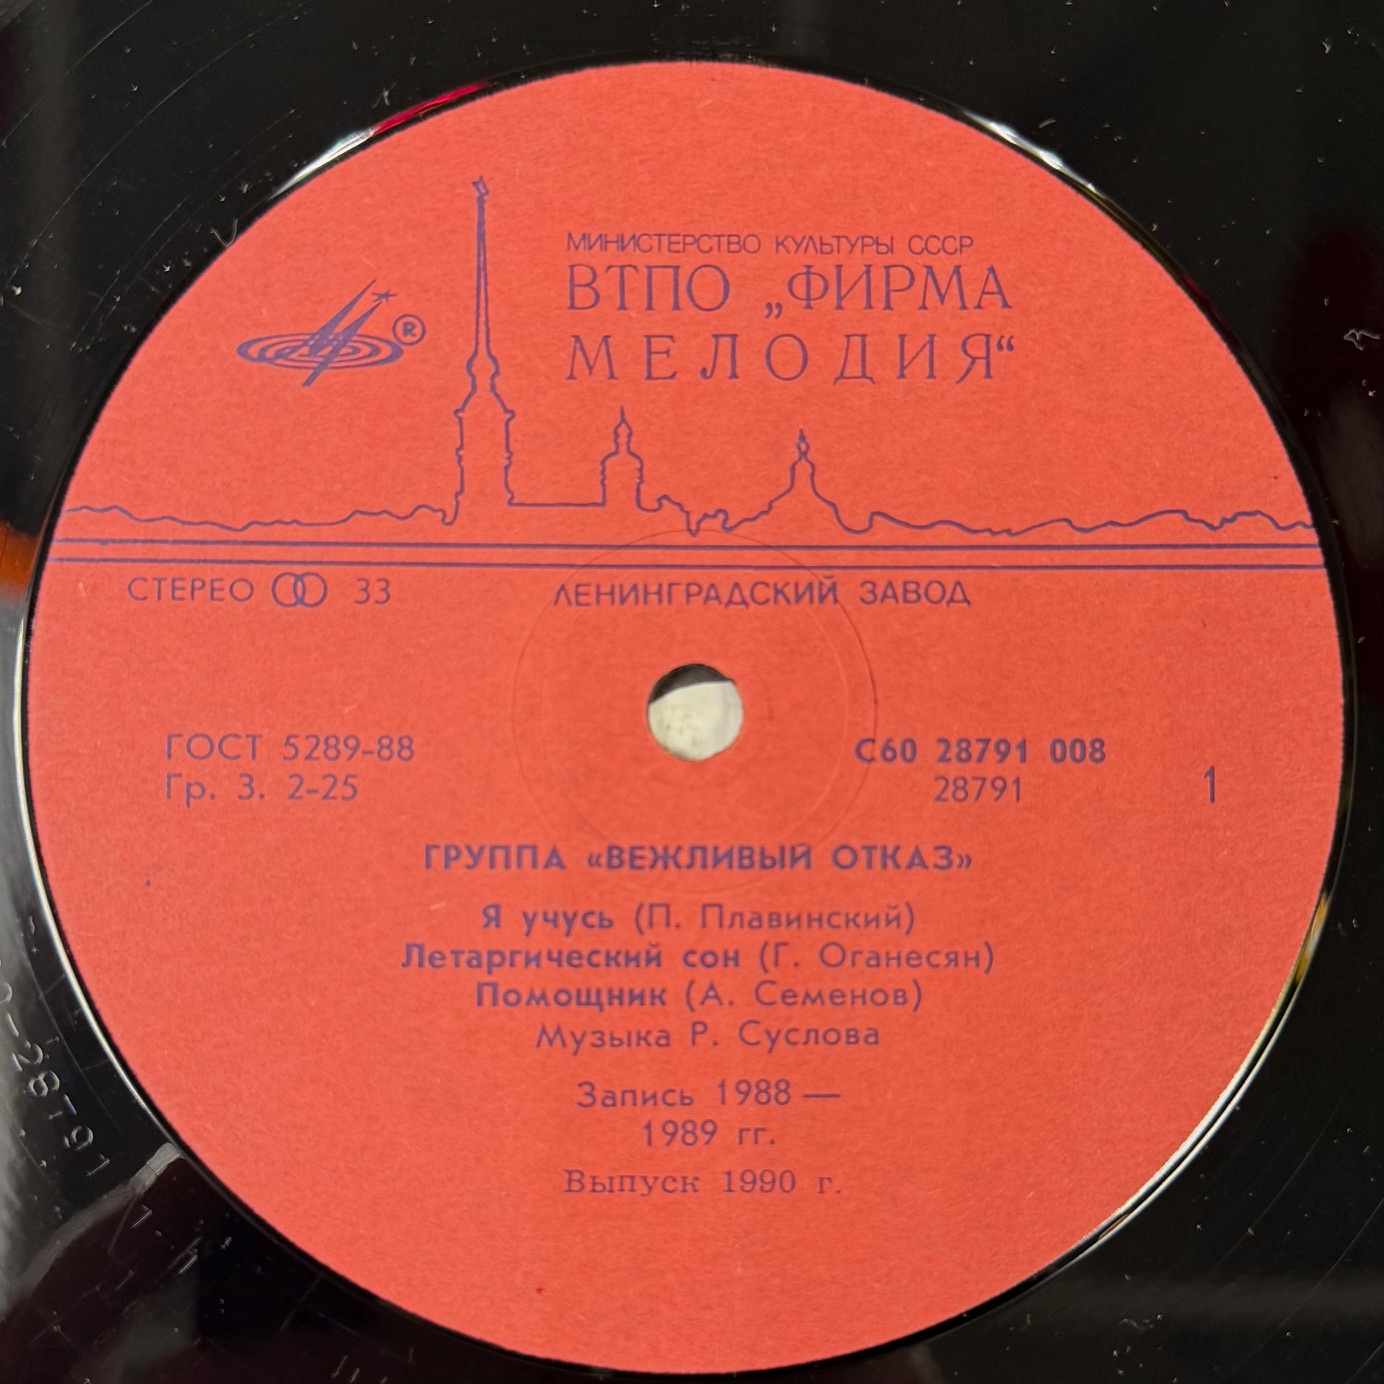 МИНИСТЕРСТВО КУЛЬТУРЫ СССР
ВТПО „ФИРМА
МЕЛОДИЯ“
®
СТЕРЕО 33
ЛЕНИНГРАДСКИЙ ЗАВОД
ГОСТ 5289-88
Гр. 3. 2-25
С60 28791 008
28791
1
ГРУППА «ВЕЖЛИВЫЙ ОТКАЗ»
Я учусь (П. Плавинский)
Летаргический сон (Г. Оганесян)
Помощник (А. Семенов)
Музыка Р. Суслова
Запись 1988 —
1989 гг.
Выпуск 1990 г.
-28791